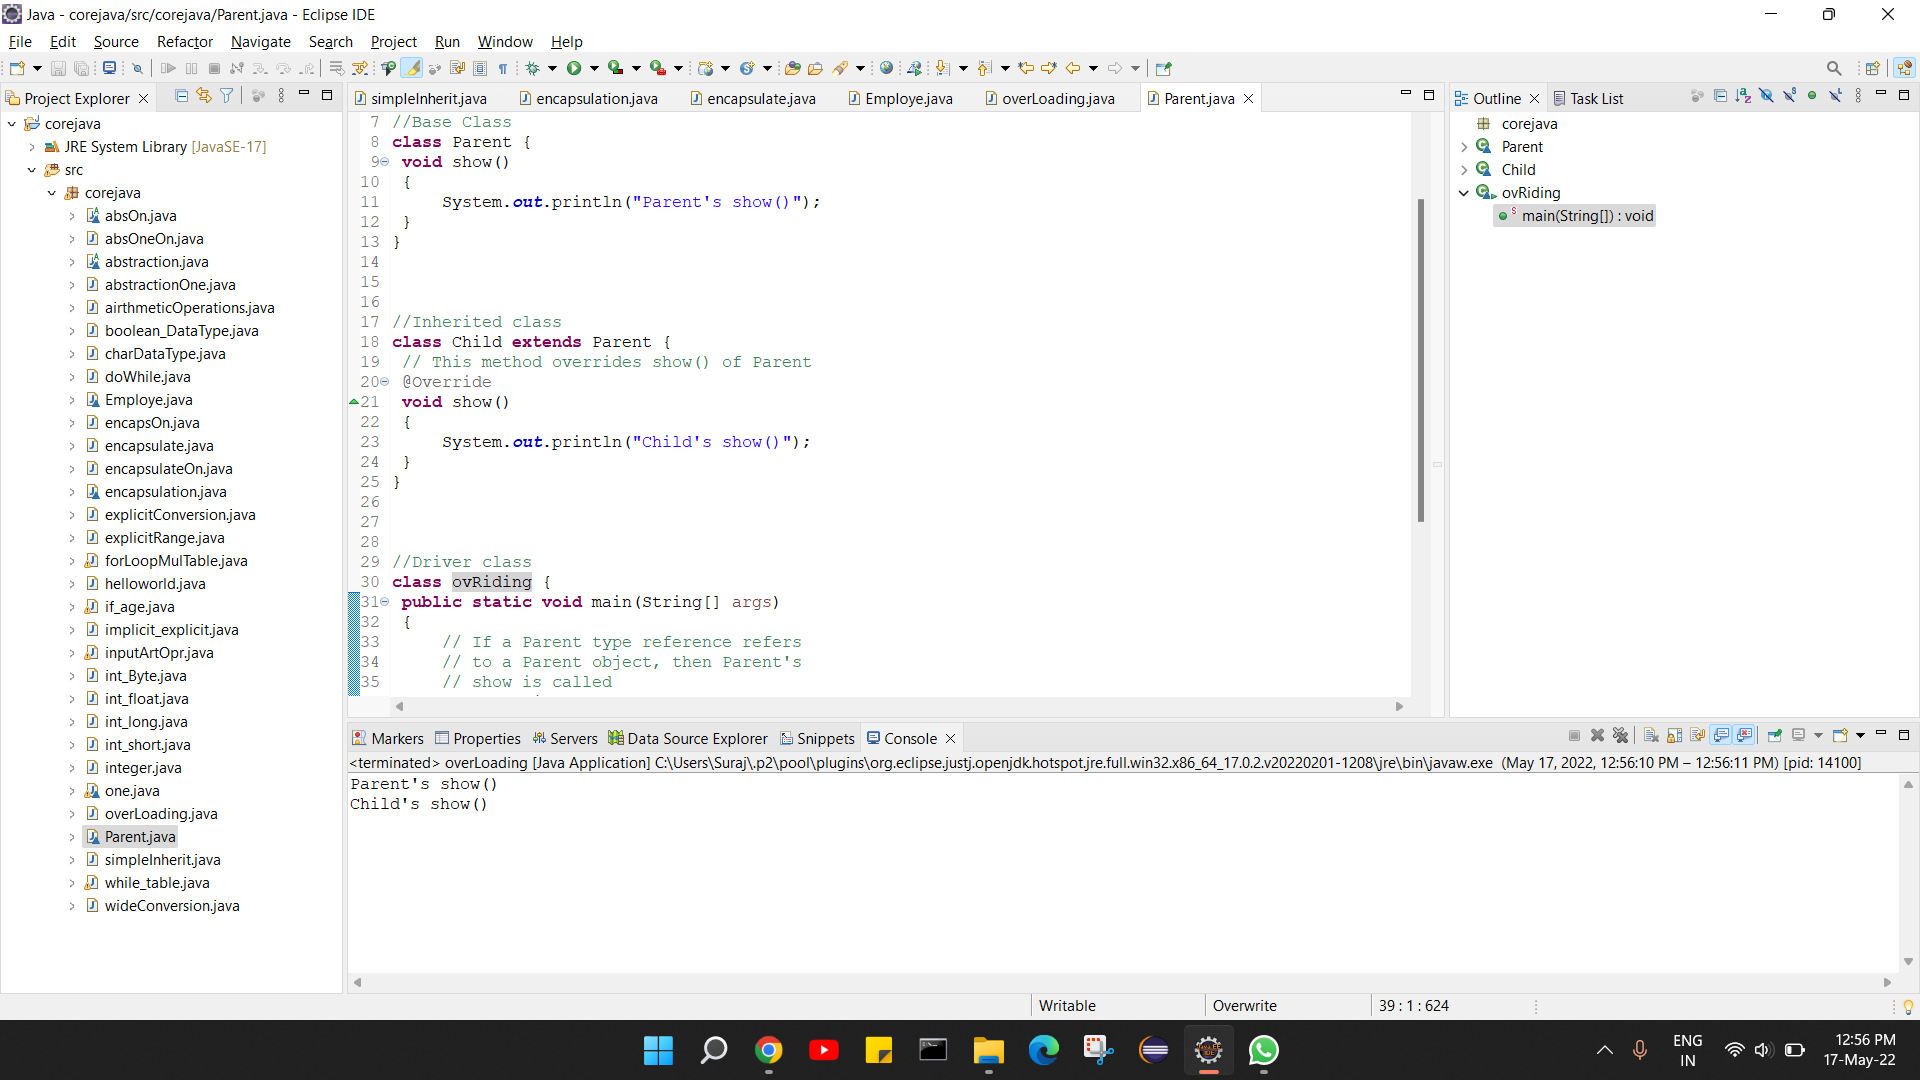 Java - corejava/src/corejava/Parent.java - Eclipse IDE
File Edit Source Refactor Navigate Search Project Run Window Help
Project Explorer
corejava
JRE System Library [JavaSE-17]
src
corejava
absOn.java
absOneOn.java
abstraction.java
abstractionOne.java
airthmeticOperations.java
boolean_DataType.java
charDataType.java
doWhile.java
Employe.java
encapsOn.java
encapsulate.java
encapsulateOn.java
encapsulation.java
explicitConversion.java
explicitRange.java
forLoopMulTable.java
helloworld.java
if_age.java
implicit_explicit.java
inputArtOpr.java
int_Byte.java
int_float.java
int_long.java
int_short.java
integer.java
one.java
overLoading.java
Parent.java
simpleInherit.java
while_table.java
wideConversion.java
simpleInherit.java encapsulation.java encapsulate.java Employe.java overLoading.java Parent.java
7 //Base Class
8 class Parent {
9 void show()
10 {
11 System.out.println("Parent's show()");
12 }
13 }
14
15
16
17 //Inherited class
18 class Child extends Parent {
19 // This method overrides show() of Parent
20 @Override
21 void show()
22 {
23 System.out.println("Child's show()");
24 }
25 }
26
27
28
29 //Driver class
30 class ovRiding {
31 public static void main(String[] args)
32 {
33 // If a Parent type reference refers
34 // to a Parent object, then Parent's
35 // show is called
Outline Task List
corejava
Parent
Child
ovRiding
main(String[]) : void
Markers Properties Servers Data Source Explorer Snippets Console
<terminated> overLoading [Java Application] C:\Users\Suraj\.p2\pool\plugins\org.eclipse.justj.openjdk.hotspot.jre.full.win32.x86_64_17.0.2.v20220201-1208\jre\bin\javaw.exe (May 17, 2022, 12:56:10 PM – 12:56:11 PM) [pid: 14100]
Parent's show()
Child's show()
Writable Overwrite 39 : 1 : 624
ENG
IN
12:56 PM
17-May-22